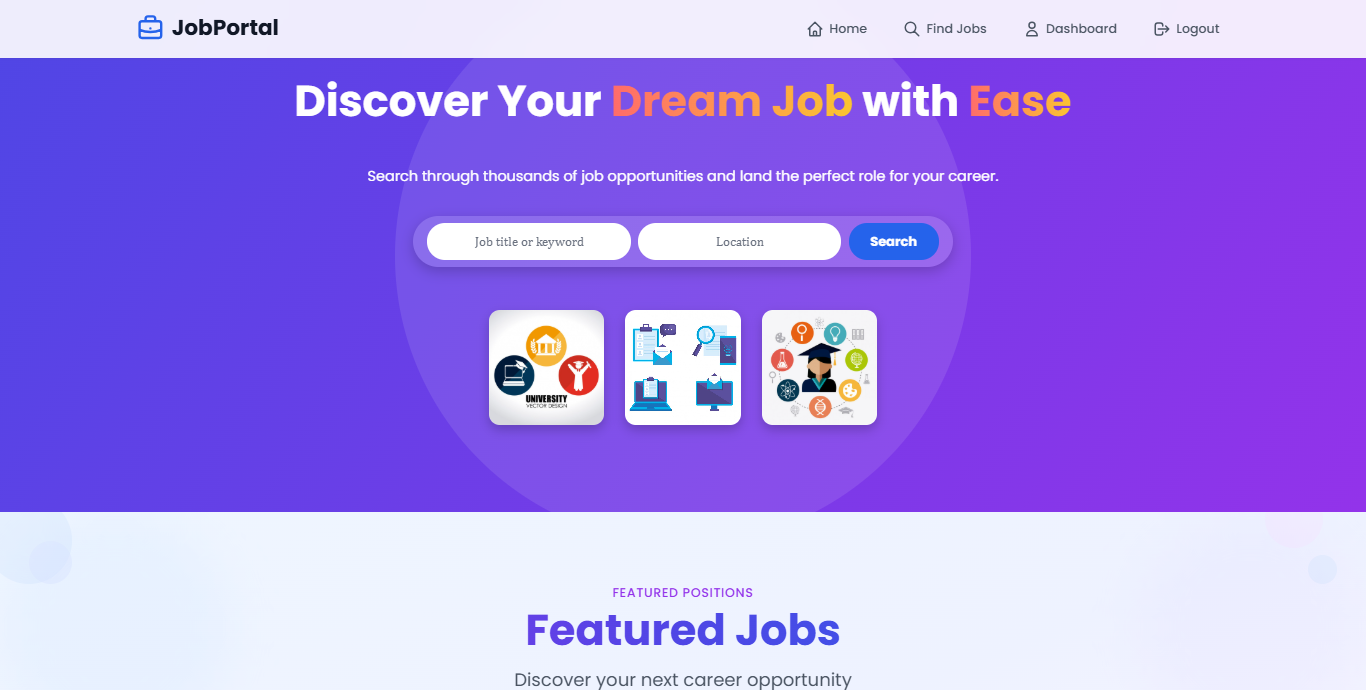 JobPortal
Home
Find Jobs
Dashboard
Logout
Discover Your Dream Job with Ease
Search through thousands of job opportunities and land the perfect role for your career.
Job title or keyword
Location
Search
UNIVERSITY
VECTOR DESIGN
FEATURED POSITIONS
Featured Jobs
Discover your next career opportunity